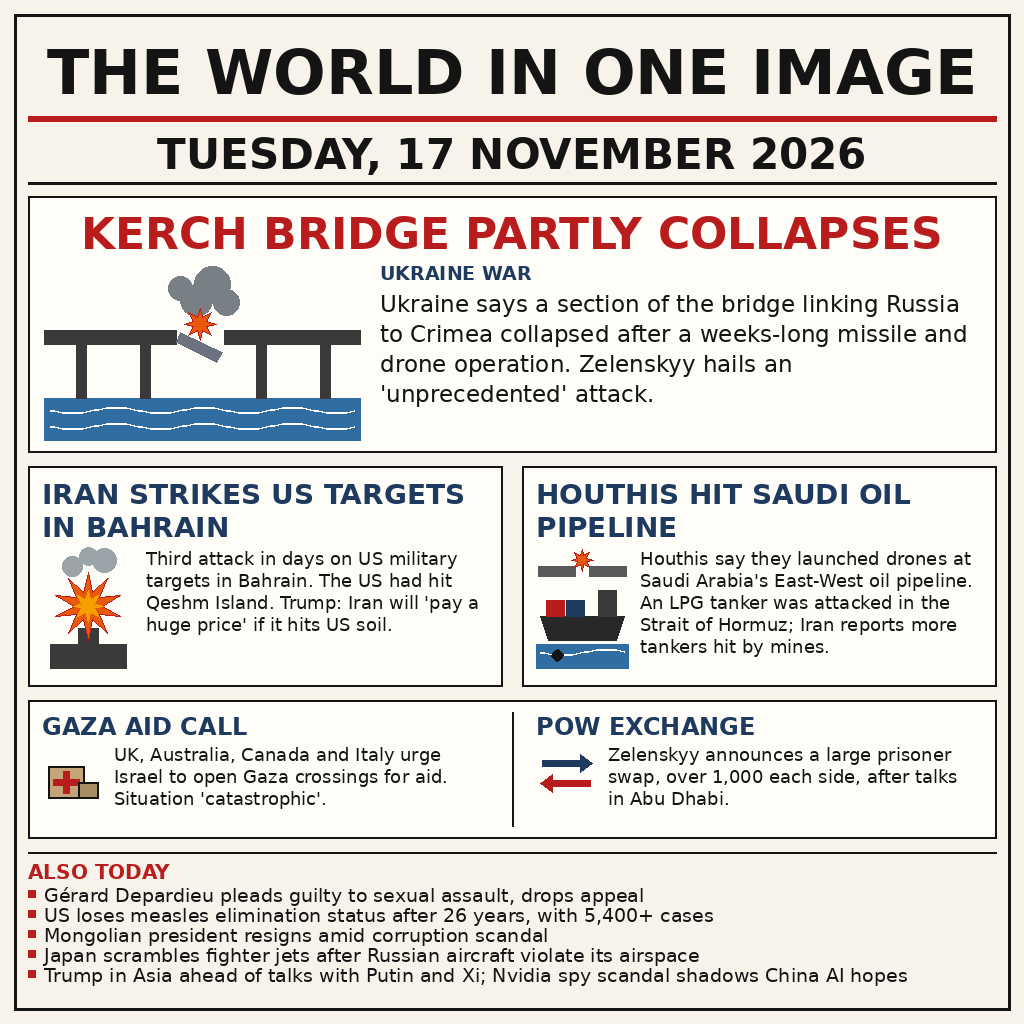 THE WORLD IN ONE IMAGE
TUESDAY, 17 NOVEMBER 2026
KERCH BRIDGE PARTLY COLLAPSES
UKRAINE WAR
Ukraine says a section of the bridge linking Russia
to Crimea collapsed after a weeks-long missile and
drone operation. Zelenskyy hails an
'unprecedented' attack.
IRAN STRIKES US TARGETS
IN BAHRAIN
Third attack in days on US military
targets in Bahrain. The US had hit
Qeshm Island. Trump: Iran will 'pay a
huge price' if it hits US soil.
HOUTHIS HIT SAUDI OIL
PIPELINE
Houthis say they launched drones at
Saudi Arabia's East-West oil pipeline.
An LPG tanker was attacked in the
Strait of Hormuz; Iran reports more
tankers hit by mines.
GAZA AID CALL
UK, Australia, Canada and Italy urge
Israel to open Gaza crossings for aid.
Situation 'catastrophic'.
POW EXCHANGE
Zelenskyy announces a large prisoner
swap, over 1,000 each side, after talks
in Abu Dhabi.
ALSO TODAY
Gérard Depardieu pleads guilty to sexual assault, drops appeal
US loses measles elimination status after 26 years, with 5,400+ cases
Mongolian president resigns amid corruption scandal
Japan scrambles fighter jets after Russian aircraft violate its airspace
Trump in Asia ahead of talks with Putin and Xi; Nvidia spy scandal shadows China AI hopes